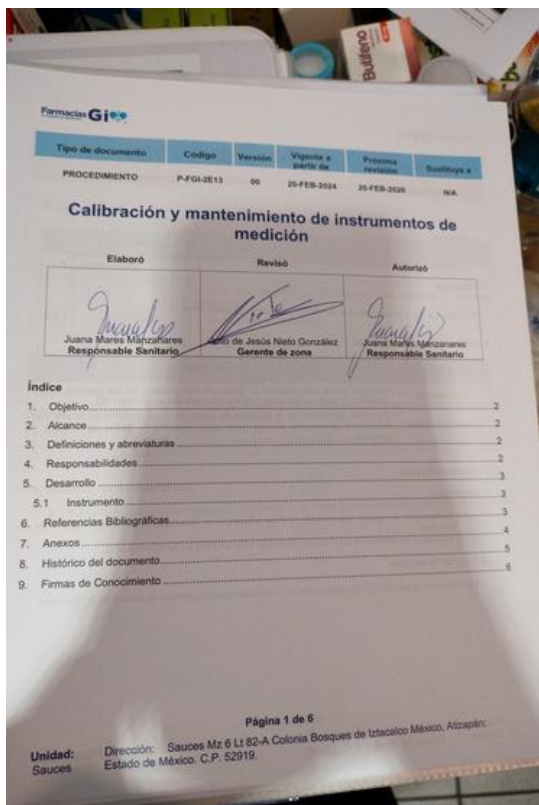 Butifeno
Farmacias Gi
Tipo de documento Código Versión Vigente a partir de Próxima revisión Sustituye a
PROCEDIMIENTO P-FGI-2E13 00 20-FEB-2024 20-FEB-2026 N/A
Calibración y mantenimiento de instrumentos de
medición
Elaboró Revisó Autorizó
Juana Mares Manzanares de Jesús Nieto González Juana Mares Manzanares
Responsable Sanitario Gerente de zona Responsable Sanitario
Índice
1. Objetivo 2
2. Alcance 2
3. Definiciones y abreviaturas 2
4. Responsabilidades 2
5. Desarrollo 3
5.1 Instrumento 3
6. Referencias Bibliográficas 3
7. Anexos 4
8. Histórico del documento 5
9. Firmas de Conocimiento 6
Página 1 de 6
Unidad: Dirección: Sauces Mz 6 Lt 82-A Colonia Bosques de Iztacalco México, Atizapán;
Sauces Estado de México. C.P. 52919.